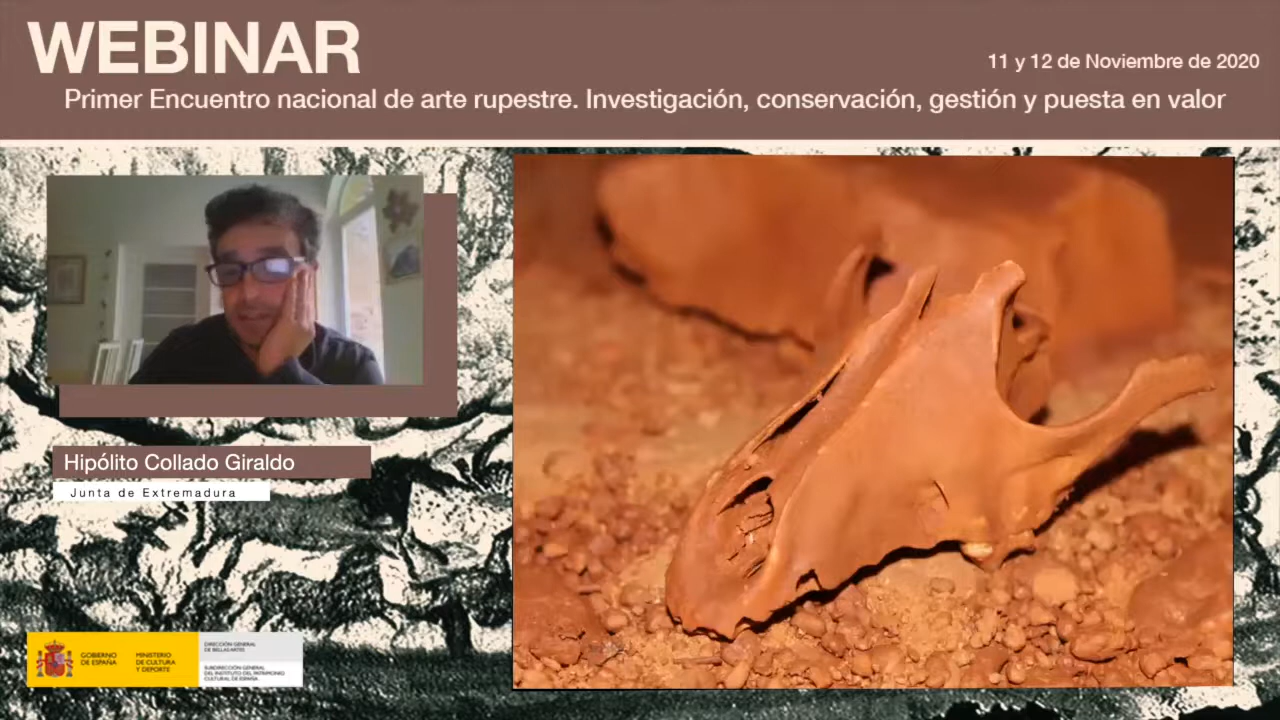 WEBINAR
11 y 12 de Noviembre de 2020
Primer Encuentro nacional de arte rupestre. Investigación, conservación, gestión y puesta en valor
Hipólito Collado Giraldo
Junta de Extremadura
GOBIERNO
DE ESPAÑA
MINISTERIO
DE CULTURA
Y DEPORTE
DIRECCIÓN GENERAL
DE BELLAS ARTES
SUBDIRECCIÓN GENERAL
DEL INSTITUTO DEL PATRIMONIO
CULTURAL DE ESPAÑA